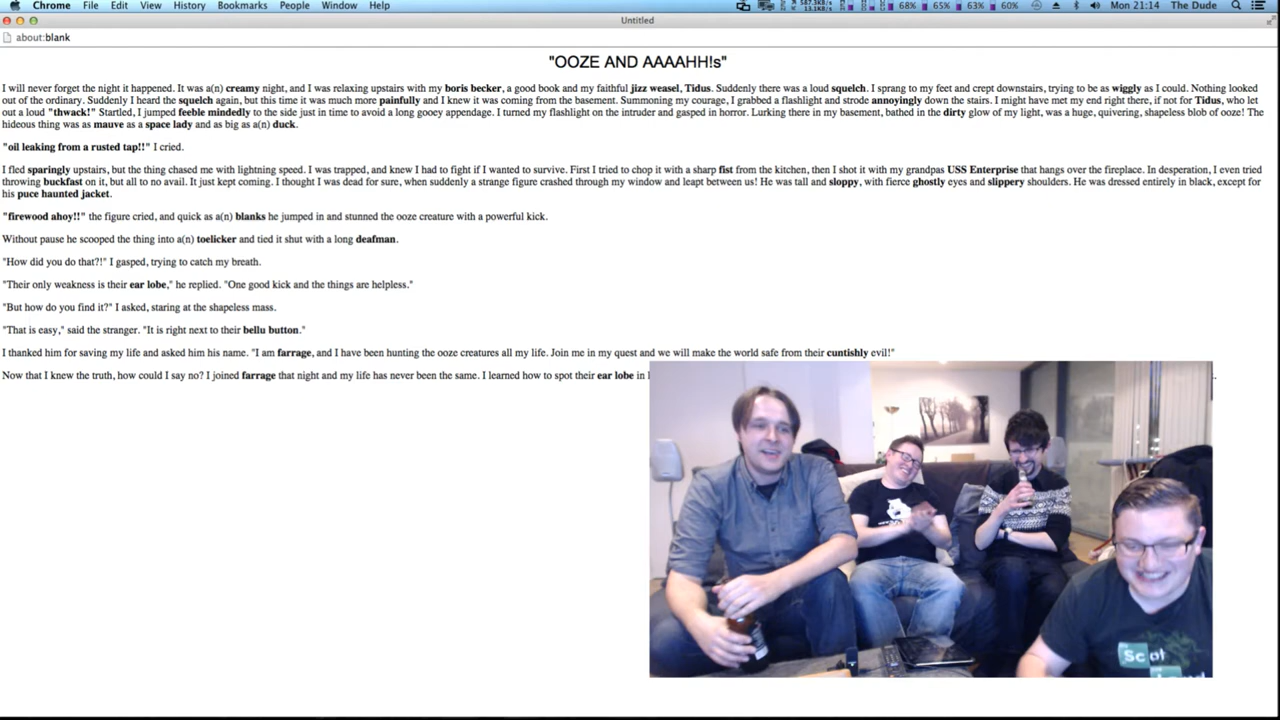 Chrome File Edit View History Bookmarks People Window Help 68% 65% 63% 60% Mon 21:14 The Dude
Untitled
about:blank
"OOZE AND AAAAHH!s"
I will never forget the night it happened. It was a(n) creamy night, and I was relaxing upstairs with my boris becker, a good book and my faithful jizz weasel, Tidus. Suddenly there was a loud squelch. I sprang to my feet and crept downstairs, trying to be as wiggly as I could. Nothing looked
out of the ordinary. Suddenly I heard the squelch again, but this time it was much more painfully and I knew it was coming from the basement. Summoning my courage, I grabbed a flashlight and strode annoyingly down the stairs. I might have met my end right there, if not for Tidus, who let
out a loud "thwack!" Startled, I jumped feeble mindedly to the side just in time to avoid a long gooey appendage. I turned my flashlight on the intruder and gasped in horror. Lurking there in my basement, bathed in the dirty glow of my light, was a huge, quivering, shapeless blob of ooze! The
hideous thing was as mauve as a space lady and as big as a(n) duck.
"oil leaking from a rusted tap!!" I cried.
I fled sparingly upstairs, but the thing chased me with lightning speed. I was trapped, and knew I had to fight if I wanted to survive. First I tried to chop it with a sharp fist from the kitchen, then I shot it with my grandpas USS Enterprise that hangs over the fireplace. In desperation, I even tried
throwing buckfast on it, but all to no avail. It just kept coming. I thought I was dead for sure, when suddenly a strange figure crashed through my window and leapt between us! He was tall and sloppy, with fierce ghostly eyes and slippery shoulders. He was dressed entirely in black, except for
his puce haunted jacket.
"firewood ahoy!!" the figure cried, and quick as a(n) blanks he jumped in and stunned the ooze creature with a powerful kick.
Without pause he scooped the thing into a(n) toelicker and tied it shut with a long deafman.
"How did you do that?!" I gasped, trying to catch my breath.
"Their only weakness is their ear lobe," he replied. "One good kick and the things are helpless."
"But how do you find it?" I asked, staring at the shapeless mass.
"That is easy," said the stranger. "It is right next to their bellu button."
I thanked him for saving my life and asked him his name. "I am farrage, and I have been hunting the ooze creatures all my life. Join me in my quest and we will make the world safe from their cuntishly evil!"
Now that I knew the truth, how could I say no? I joined farrage that night and my life has never been the same. I learned how to spot their ear lobe in